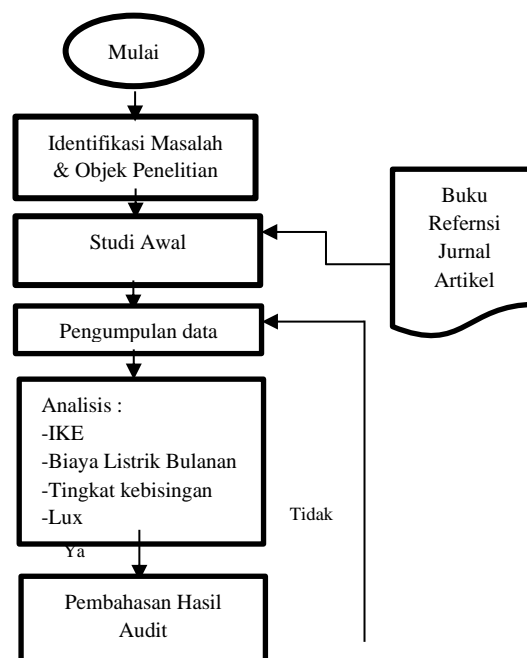 Mulai
Identifikasi Masalah
& Objek Penelitian
Studi Awal
Buku
Refernsi
Jurnal
Artikel
Pengumpulan data
Analisis :
-IKE
-Biaya Listrik Bulanan
-Tingkat kebisingan
-Lux
Tidak
Ya
Pembahasan Hasil
Audit